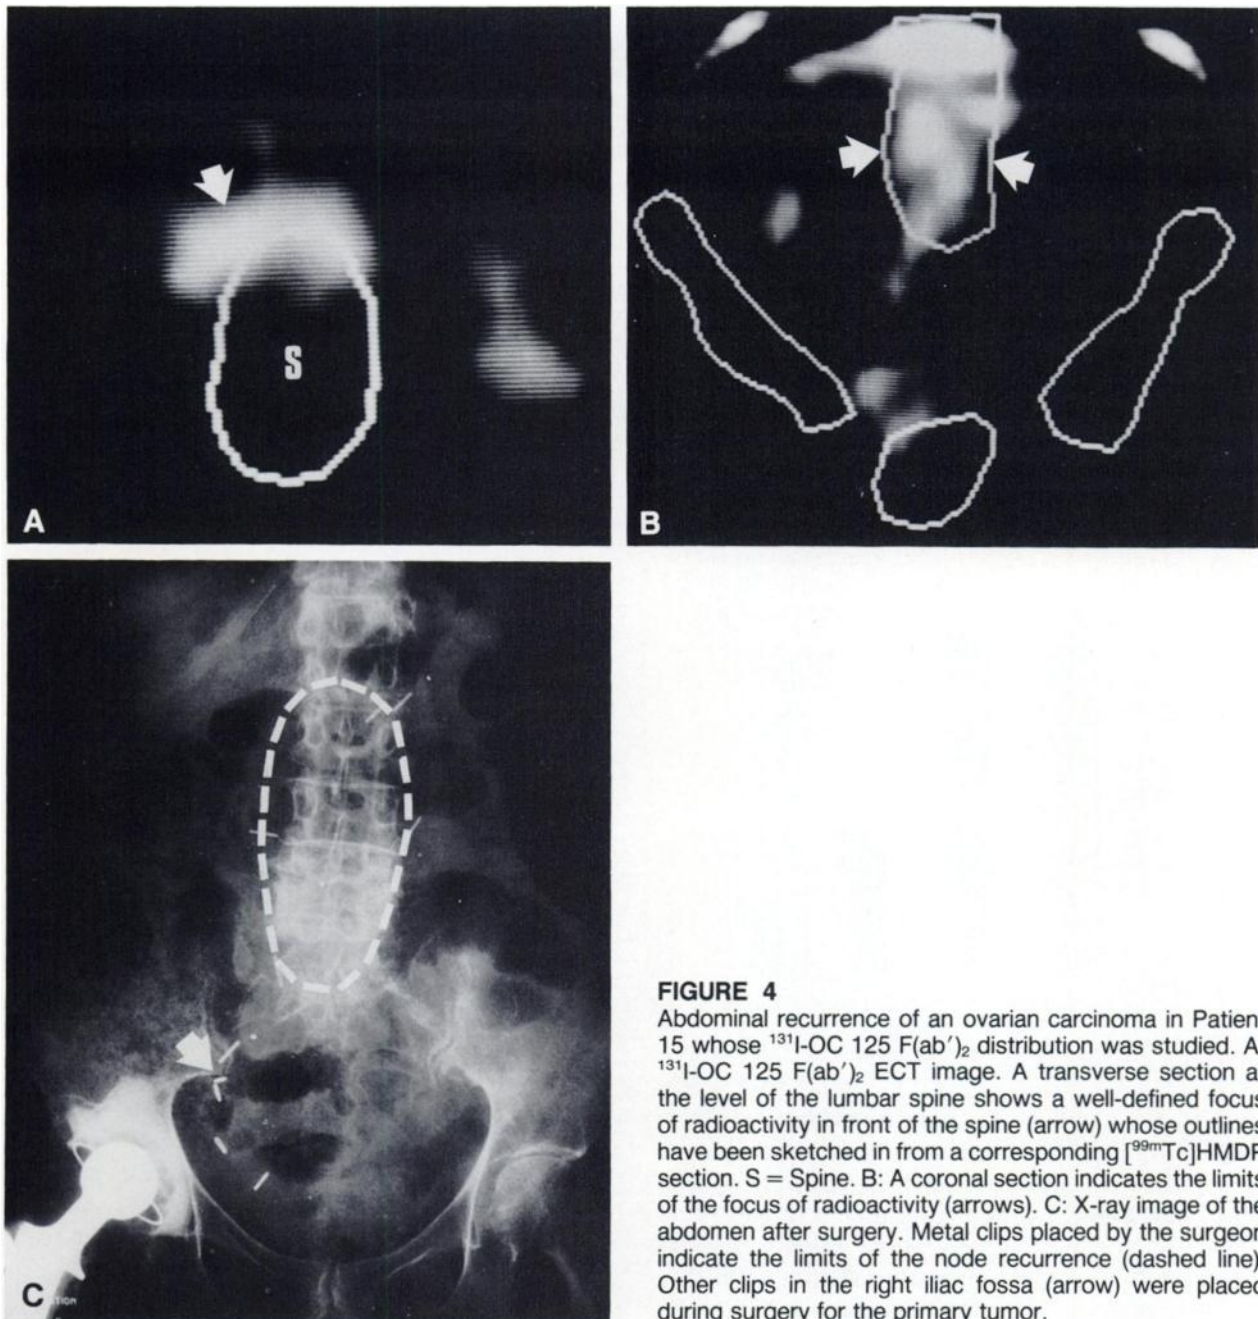 S
A
B
C
FIGURE 4
Abdominal recurrence of an ovarian carcinoma in Patien
15 whose ¹³¹I-OC 125 F(ab′)₂ distribution was studied. A
¹³¹I-OC 125 F(ab′)₂ ECT image. A transverse section a
the level of the lumbar spine shows a well-defined focus
of radioactivity in front of the spine (arrow) whose outlines
have been sketched in from a corresponding [⁹⁹ᵐTc]HMDP
section. S = Spine. B: A coronal section indicates the limits
of the focus of radioactivity (arrows). C: X-ray image of the
abdomen after surgery. Metal clips placed by the surgeon
indicate the limits of the node recurrence (dashed line)
Other clips in the right iliac fossa (arrow) were placed
during surgery for the primary tumor.